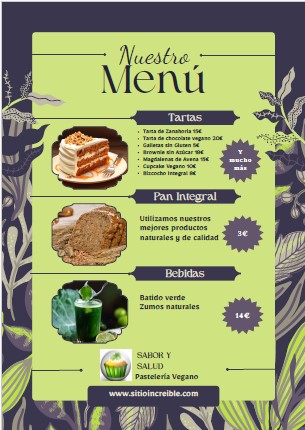 Nuestro
Menú
Tartas
• Tarta de Zanahoria 15€
• Tarta de chocolate vegano 20€
• Galletas sin Gluten 5€
• Brownie sin Azúcar 18€
• Magdalenas de Avena 15€
• Cupcake Vegano 10€
• Bizcocho integral 8€
Y
mucho
más
Pan Integral
Utilizamos nuestros
mejores productos
naturales y de calidad
3€
Bebidas
Batido verde
Zumos naturales
14€
SABOR Y
SALUD
Pastelería Vegano
www.sitioincreible.com